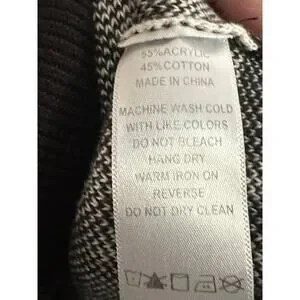 55%ACRYLIC
45%COTTON
MADE IN CHINA
MACHINE WASH COLD
WITH LIKE COLORS
DO NOT BLEACH
HANG DRY
WARM IRON ON
REVERSE
DO NOT DRY CLEAN